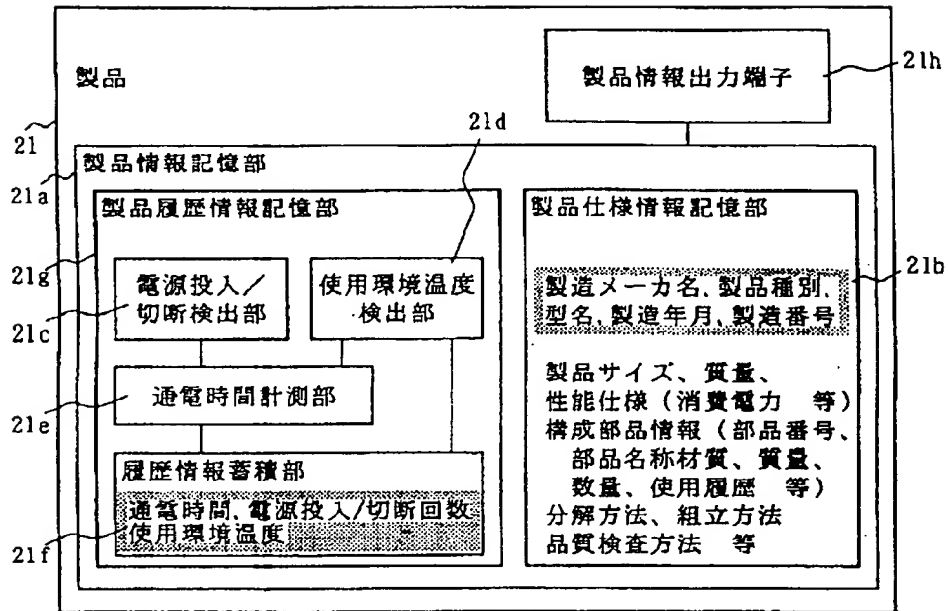 製品
製品情報出力端子
21h
21
21d
製品情報記憶部
21a
製品履歴情報記憶部
製品仕様情報記憶部
21g
21b
電源投入/
切断検出部
使用環境温度
検出部
21c
製造メーカ名、製品種別、
型名、製造年月、製造番号
通電時間計測部
21e
製品サイズ、質量、
性能仕様(消費電力 等)
構成部品情報(部品番号、
部品名称材質、質量、
数量、使用履歴 等)
分解方法、組立方法
品質検査方法 等
履歴情報蓄積部
通電時間、電源投入/切断回数
使用環境温度
21f